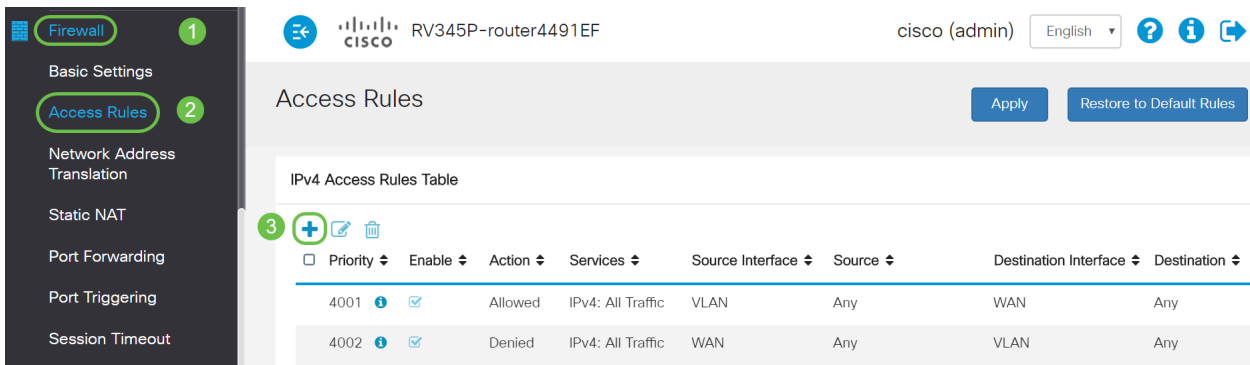 Firewall 1
Basic Settings
Access Rules 2
Network Address
Translation
Static NAT
Port Forwarding
Port Triggering
Session Timeout
CISCO RV345P-router4491EF cisco (admin) English
Access Rules Apply Restore to Default Rules
IPv4 Access Rules Table
3
Priority Enable Action Services Source Interface Source Destination Interface Destination
4001 Allowed IPv4: All Traffic VLAN Any WAN Any
4002 Denied IPv4: All Traffic WAN Any VLAN Any